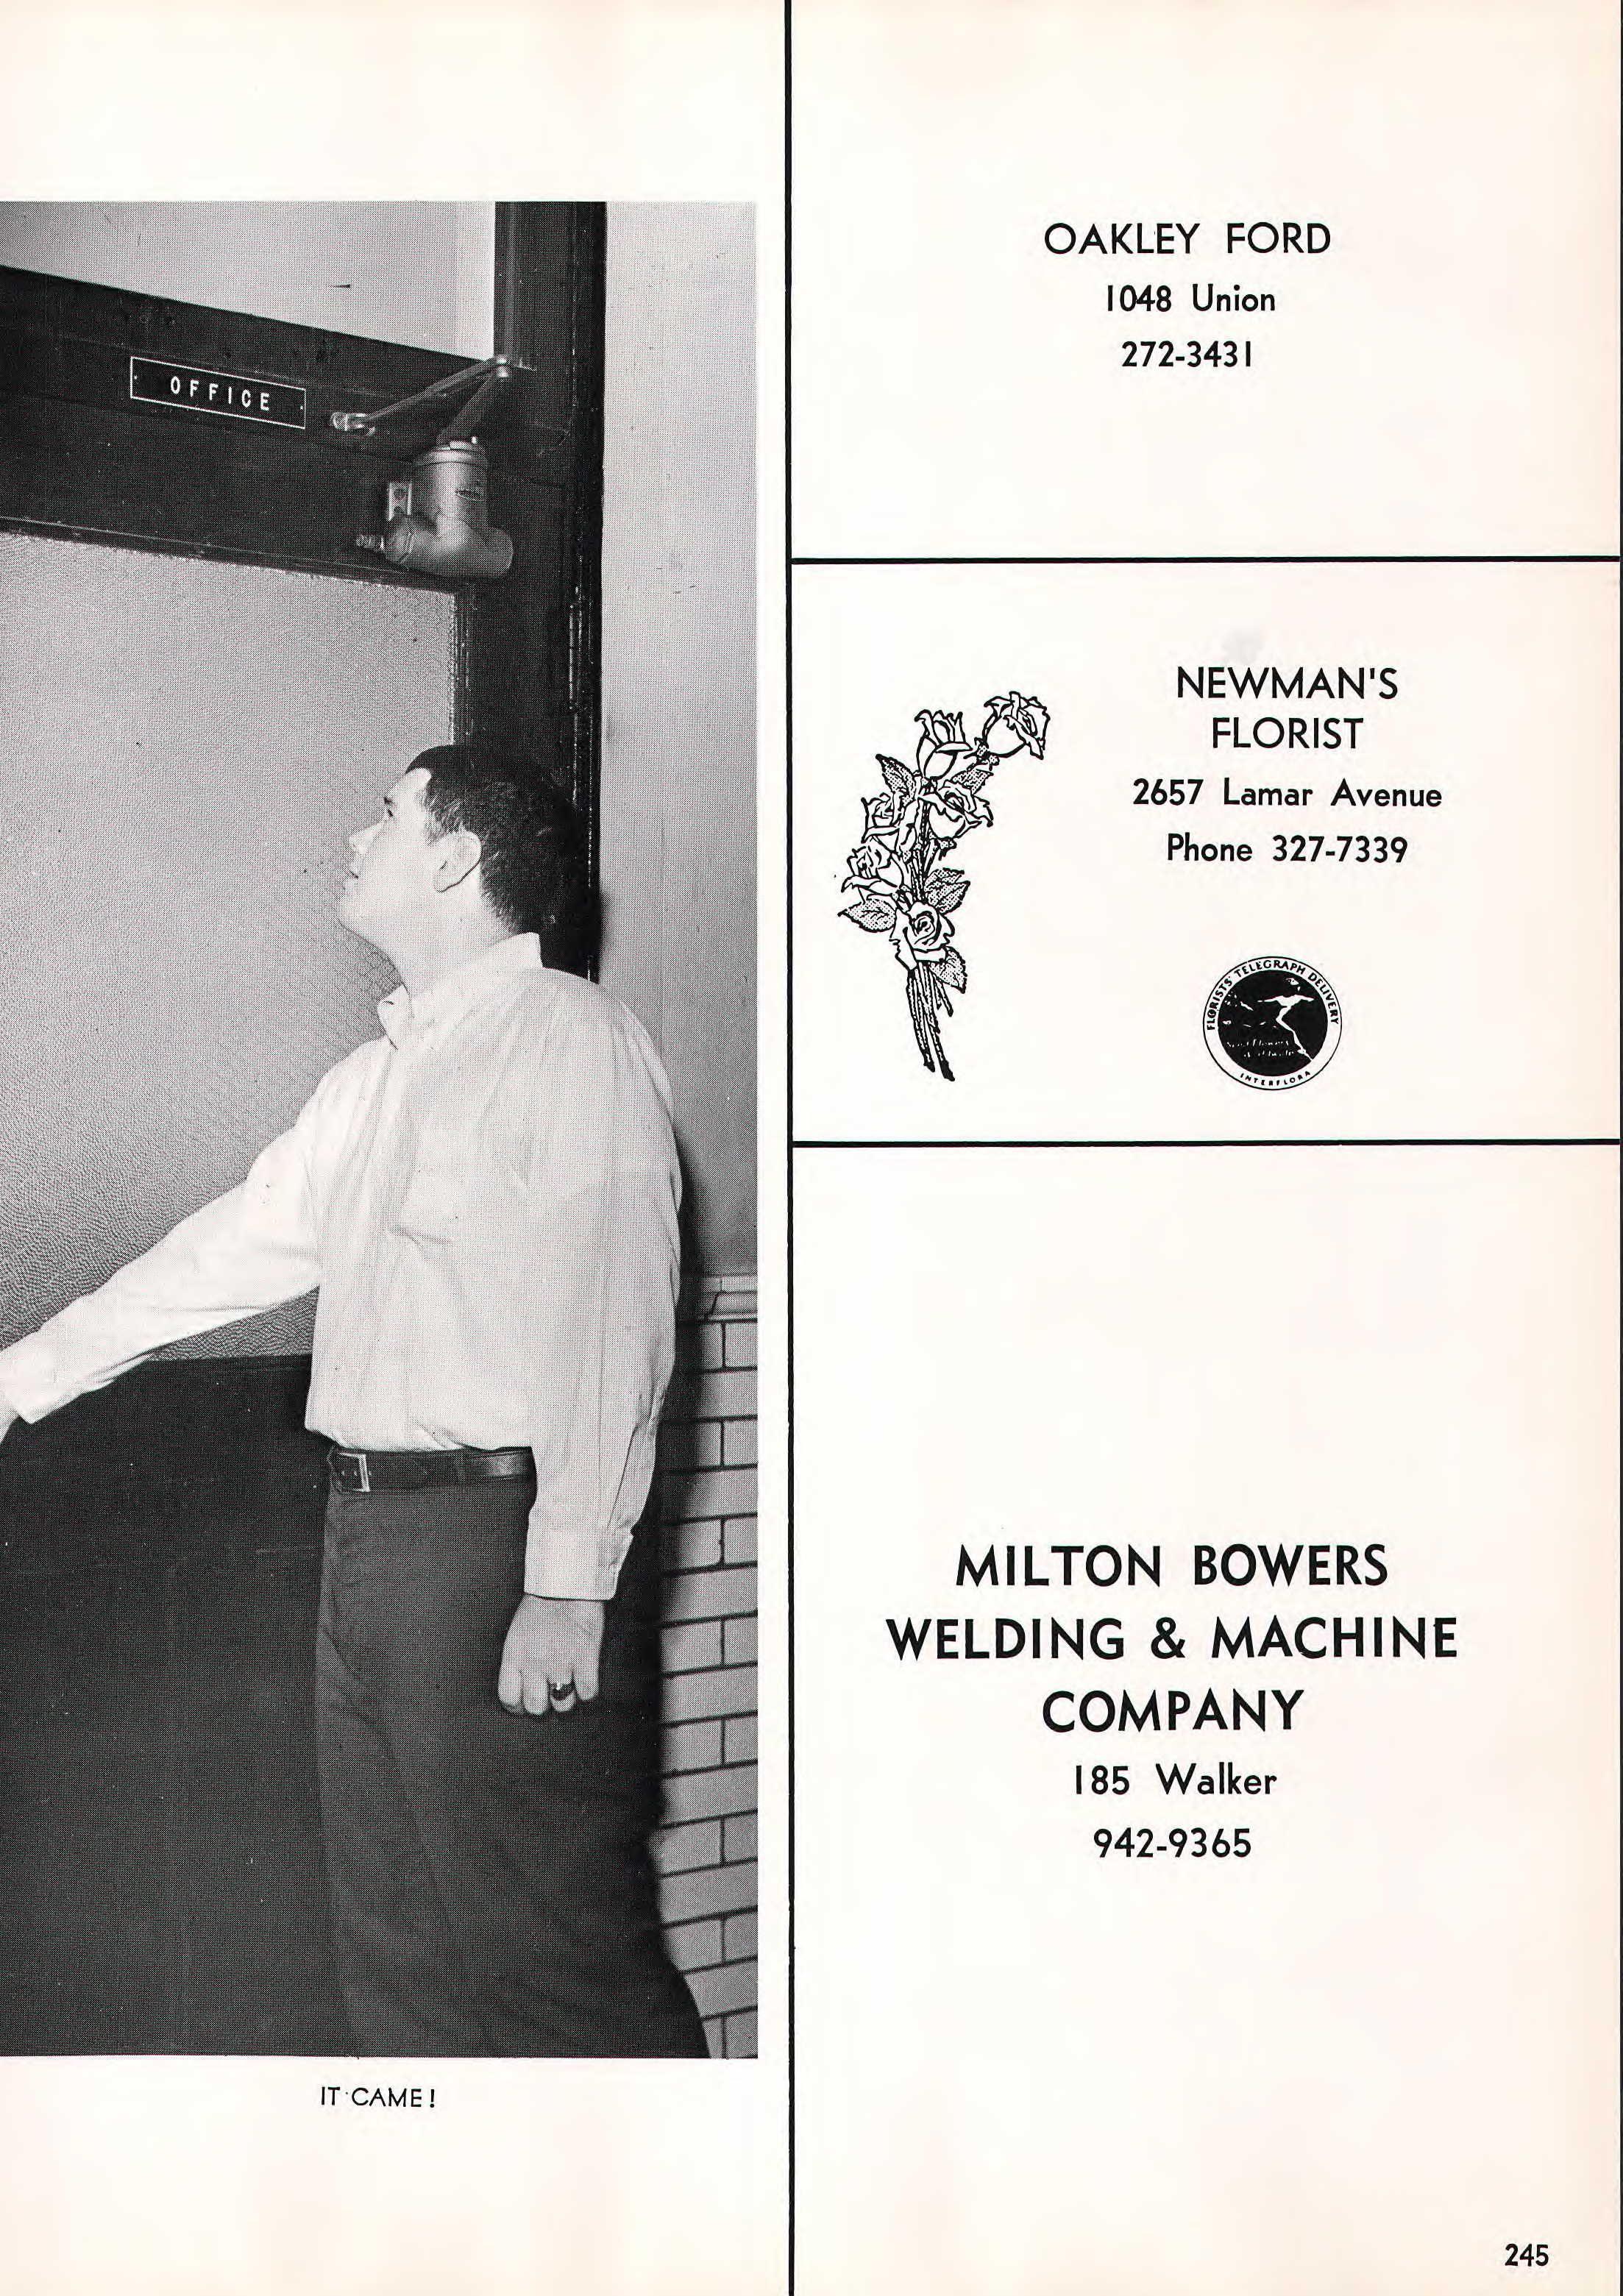 OFFICE
IT CAME!
OAKLEY FORD
1048 Union
272-3431
NEWMAN'S
FLORIST
2657 Lamar Avenue
Phone 327-7339
FLORISTS' TELEGRAPH DELIVERY
INTERFLORA
MILTON BOWERS
WELDING & MACHINE
COMPANY
185 Walker
942-9365
245